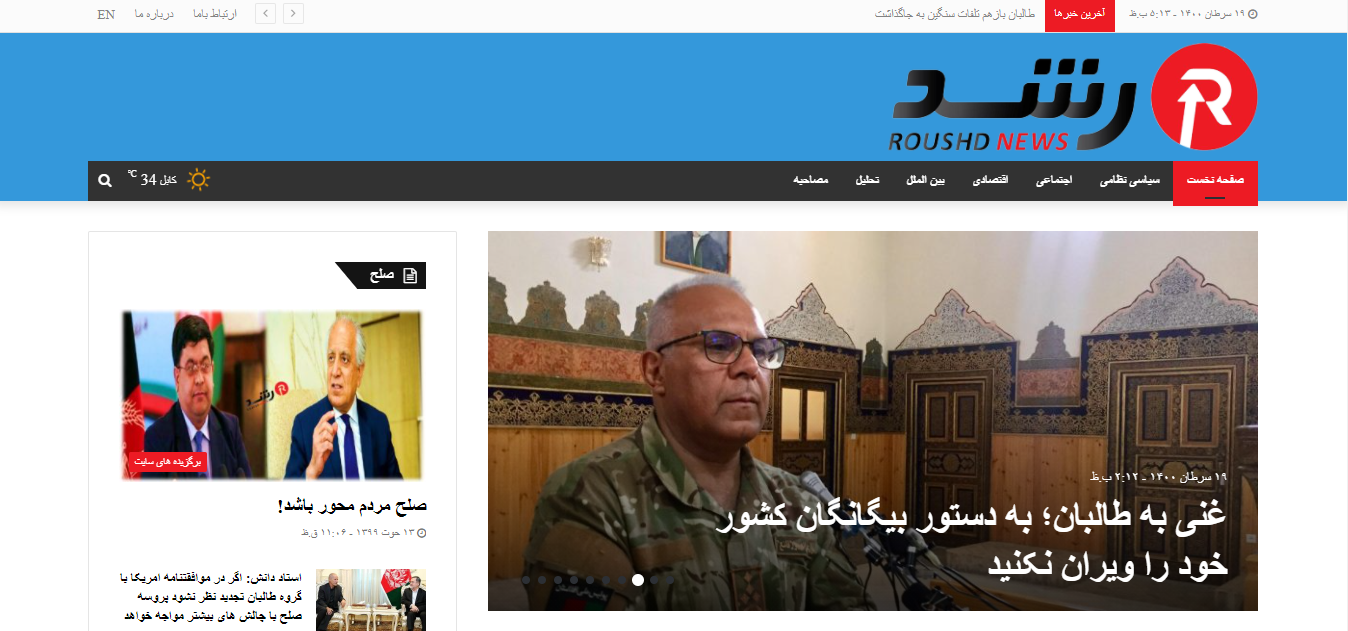 ۱۹ سرطان ۱۴۰۰ - ۵:۱۳ ب.ظ
آخرین خبرها
طالبان بازهم تلفات سنگین به جاگذاشت
ارتباط باما
درباره ما
EN
رشد
ROUSHD NEWS
صفحه نخست
سیاسی نظامی
اجتماعی
اقتصادی
بین الملل
تحلیل
مصاحبه
کابل 34 ℃
۱۹ سرطان ۱۴۰۰ - ۲:۱۲ ب.ظ
غنی به طالبان؛ به دستور بیگانگان کشور
خود را ویران نکنید
صلح
رشد
برگزیده های سایت
صلح مردم محور باشد!
۱۳ حوت ۱۳۹۹ - ۱۱:۰۶ ق.ظ
استاد دانش: اگر در موافقتنامه امریکا با
گروه طالبان تجدید نظر نشود پروسه
صلح با چالش های بیشتر مواجه خواهد